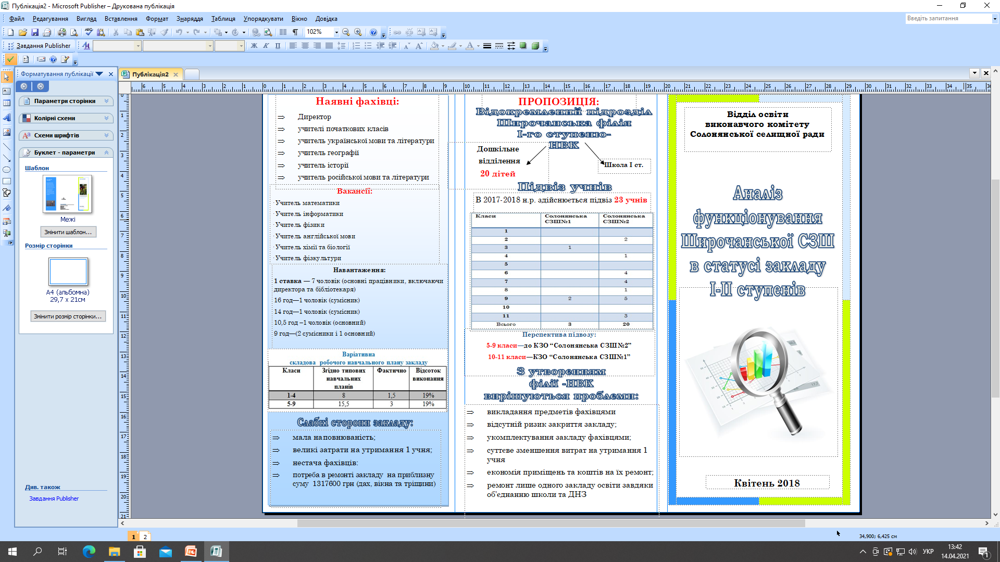 Публікація2 - Microsoft Publisher – Друкована публікація
Файл Редагування Вигляд Вставлення Формат Знаряддя Таблиця Упорядкувати Вікно Довідка
Введіть запитання
102%
Завдання Publisher
Ж К П
Форматування публікації
Параметри сторінки
Колірні схеми
Схеми шрифтів
Буклет - параметри
Шаблон
Межі
Змінити шаблон...
Розмір сторінки
A4 (альбомна)
29,7 x 21см
Змінити розмір сторінки...
Див. також
Завдання Publisher
Публікація2
Наявні фахівці:
⇒ Директор
⇒ учителі початкових класів
⇒ учитель української мови та літератури
⇒ учитель географії
⇒ учитель історії
⇒ учитель російської мови та літератури
Вакансії:
Учитель математики
Учитель інформатики
Учитель фізики
Учитель англійської мови
Учитель хімії та біології
Учитель фізкультури
Навантаження:
1 ставка — 7 чоловік (основні працівники, включаючи
директора та бібліотекаря)
16 год—1 чоловік (сумісник)
14 год—1 чоловік (сумісник)
10,5 год –1 чоловік (основний)
9 год—(2 сумісники і 1 основний)
Варіативна
складова робочого навчального плану закладу
Класи Згідно типових навчальних планів Фактично Відсоток виконання
1-4 8 1,5 19%
5-9 15,5 3 19%
Слабкі сторони закладу:
⇒ мала наповнюваність;
⇒ великі затрати на утримання 1 учня;
⇒ нестача фахівців:
⇒ потреба в ремонті закладу на приблизну
суму 1317600 грн (дах, вікна та тріщини)
ПРОПОЗИЦІЯ:
Відокремлений підрозділ
Широчанська філія
І-го ступеню-
НВК
Дошкільне
відділення
20 дітей
Школа І ст.
Підвіз учнів
В 2017-2018 н.р. здійснюється підвіз 23 учнів
Класи Солонянська СЗШ№1 Солонянська СЗШ№2
1
2 2
3 1
4 1
5
6 4
7 4
8 1
9 2 5
10
11 3
Всього 3 20
Перспектива підвозу:
5-9 класи—до КЗО “Солонянська СЗШ№2”
10-11 класи—КЗО “Солонянська СЗШ№1”
З утворенням
філії -НВК
вирішуються проблеми:
⇒ викладання предметів фахівцями
⇒ відсутній ризик закриття закладу;
⇒ укомплектування закладу фахівцями;
⇒ суттєве зменшення витрат на утримання 1
учня
⇒ економія приміщень та коштів на їх ремонт;
⇒ ремонт лише одного закладу освіти завдяки
об'єднанню школи та ДНЗ
Відділ освіти
виконавчого комітету
Солонянської селищної ради
Аналіз
функціонування
Широчанської СЗШ
в статусі закладу
І-ІІ ступенів
Квітень 2018
1 2
34,900; 6,425 см
УКР
13:42
14.04.2021
1